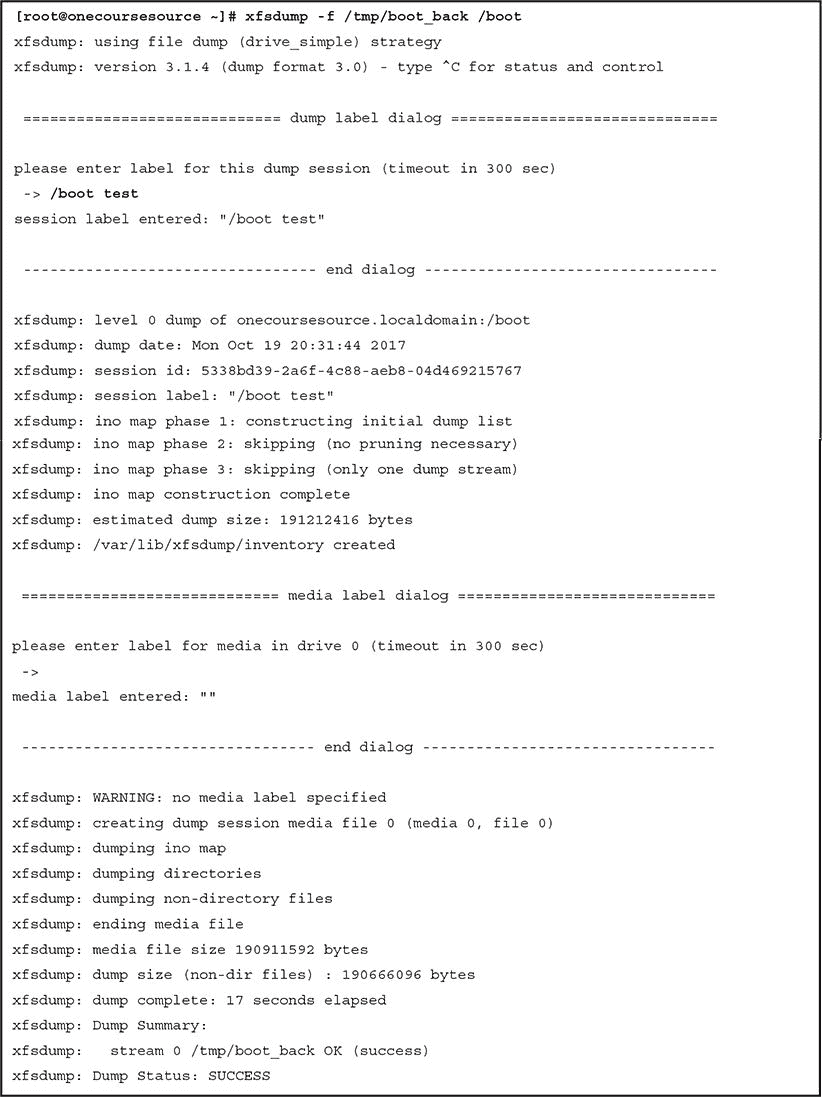 [root@onecoursesource ~]# xfsdump -f /tmp/boot_back /boot
xfsdump: using file dump (drive_simple) strategy
xfsdump: version 3.1.4 (dump format 3.0) - type ^C for status and control
============================= dump label dialog ==============================
please enter label for this dump session (timeout in 300 sec)
-> /boot test
session label entered: "/boot test"
--------------------------------- end dialog ---------------------------------
xfsdump: level 0 dump of onecoursesource.localdomain:/boot
xfsdump: dump date: Mon Oct 19 20:31:44 2017
xfsdump: session id: 5338bd39-2a6f-4c88-aeb8-04d469215767
xfsdump: session label: "/boot test"
xfsdump: ino map phase 1: constructing initial dump list
xfsdump: ino map phase 2: skipping (no pruning necessary)
xfsdump: ino map phase 3: skipping (only one dump stream)
xfsdump: ino map construction complete
xfsdump: estimated dump size: 191212416 bytes
xfsdump: /var/lib/xfsdump/inventory created
============================= media label dialog =============================
please enter label for media in drive 0 (timeout in 300 sec)
->
media label entered: ""
--------------------------------- end dialog ---------------------------------
xfsdump: WARNING: no media label specified
xfsdump: creating dump session media file 0 (media 0, file 0)
xfsdump: dumping ino map
xfsdump: dumping directories
xfsdump: dumping non-directory files
xfsdump: ending media file
xfsdump: media file size 190911592 bytes
xfsdump: dump size (non-dir files) : 190666096 bytes
xfsdump: dump complete: 17 seconds elapsed
xfsdump: Dump Summary:
xfsdump:   stream 0 /tmp/boot_back OK (success)
xfsdump: Dump Status: SUCCESS